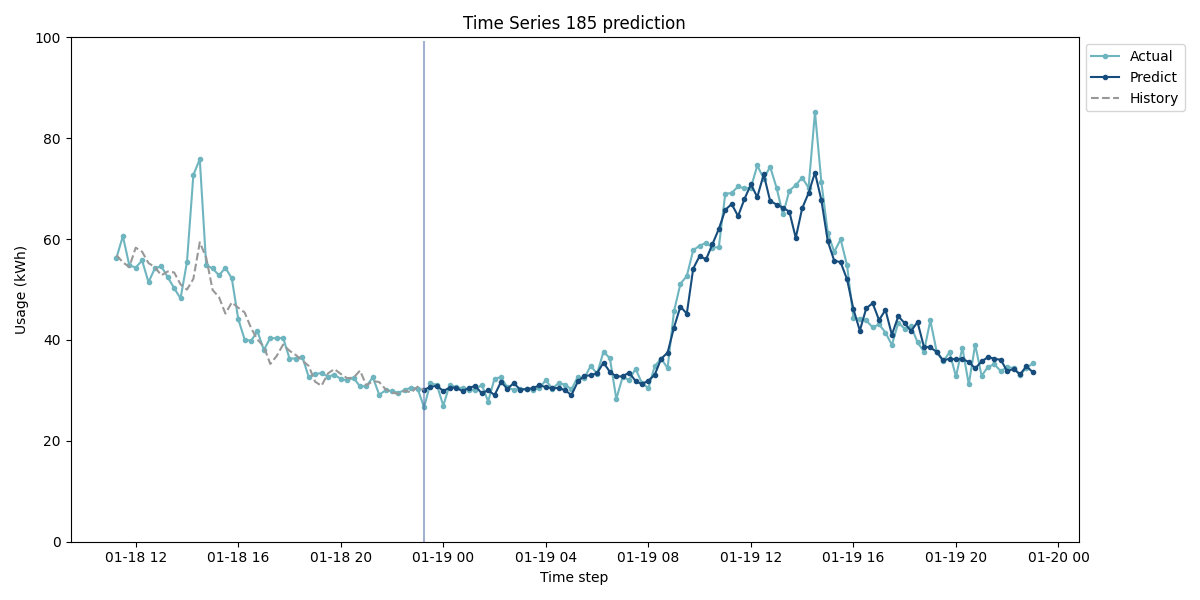 Time Series 185 prediction
100
80
60
40
20
0
Usage (kWh)
01-18 12
01-18 16
01-18 20
01-19 00
01-19 04
01-19 08
01-19 12
01-19 16
01-19 20
01-20 00
Time step
Actual
Predict
History